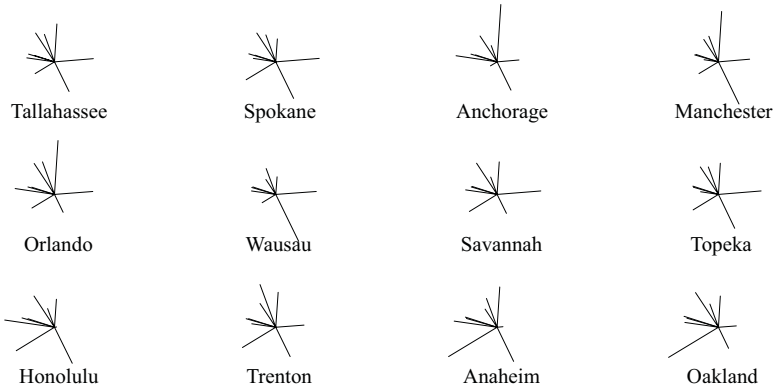 Tallahassee Spokane Anchorage Manchester
Orlando Wausau Savannah Topeka
Honolulu Trenton Anaheim Oakland